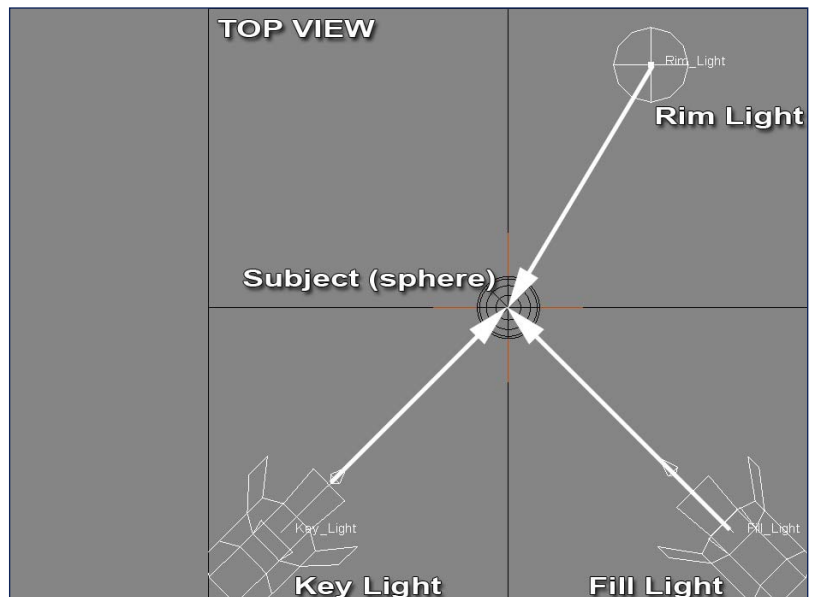 TOP VIEW
Rim_Light
Rim Light
Subject (sphere)
Key_Light
Fill_Light
Key Light
Fill Light